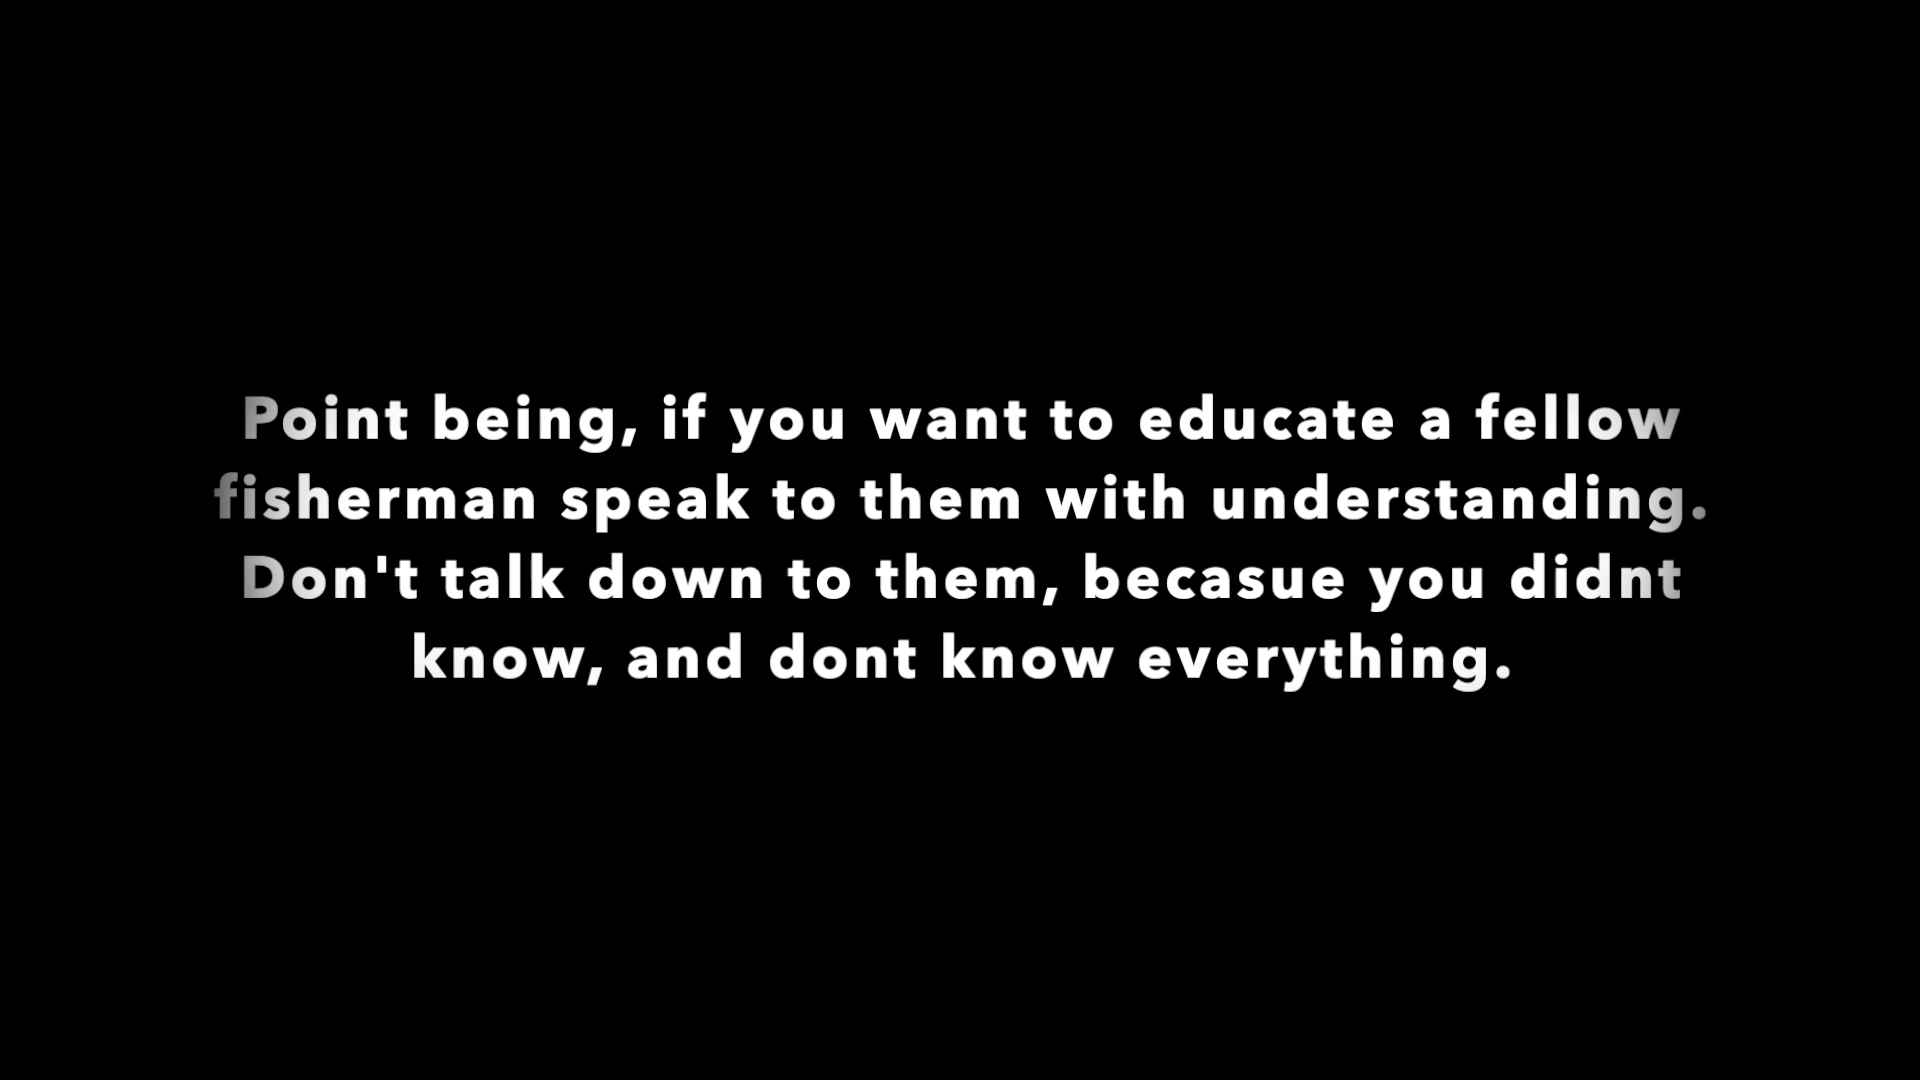 Point being, if you want to educate a fellow
fisherman speak to them with understanding.
Don't talk down to them, becasue you didnt
know, and dont know everything.